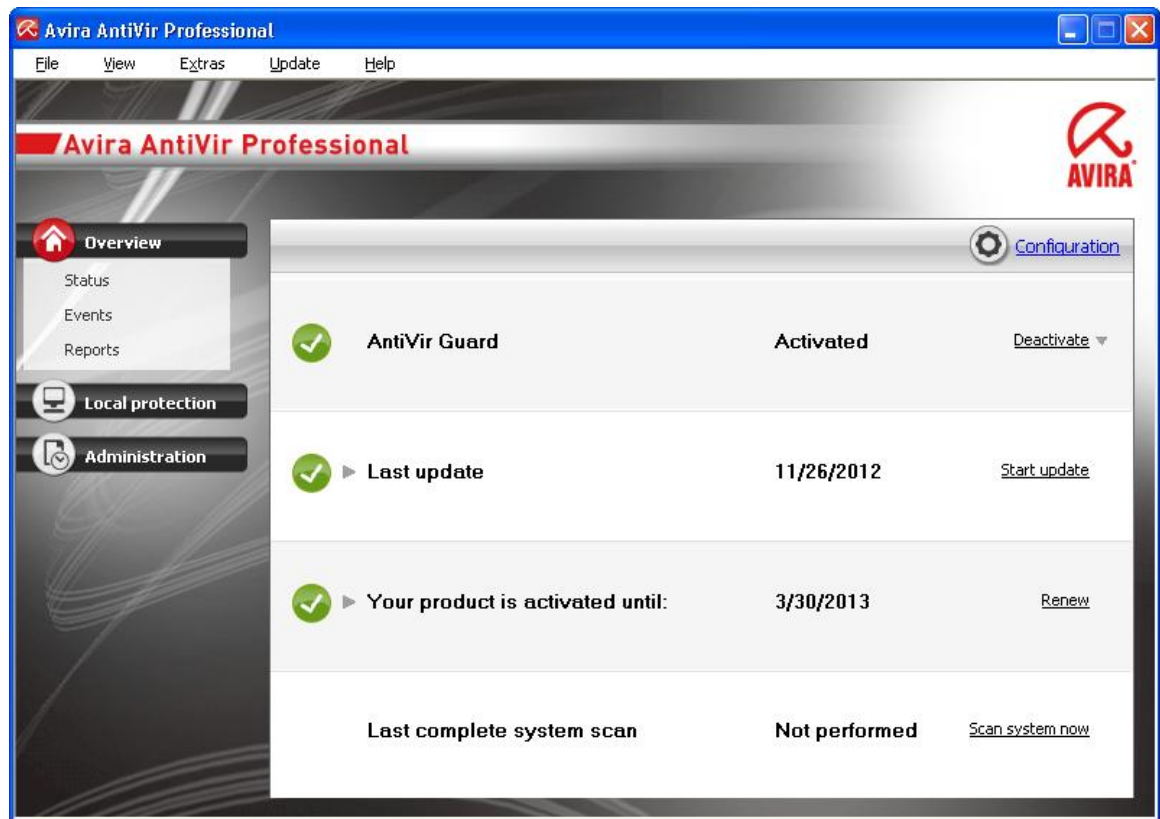 Avira AntiVir Professional
File View Extras Update Help
Avira AntiVir Professional
AVIRA
Overview
Configuration
Status
Events
Reports
Local protection
Administration
AntiVir Guard Activated Deactivate
Last update 11/26/2012 Start update
Your product is activated until: 3/30/2013 Renew
Last complete system scan Not performed Scan system now